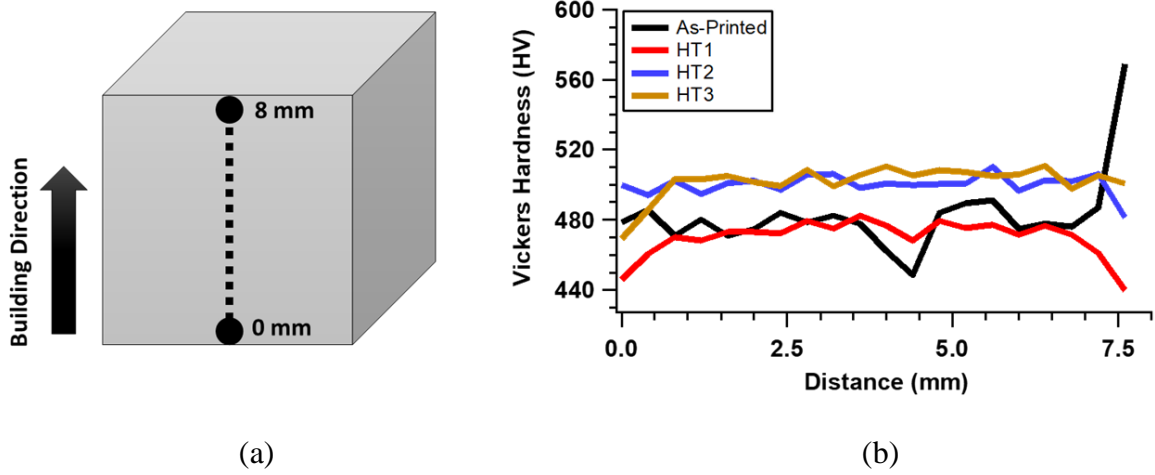 Building Direction
8 mm
0 mm
(a)
Vickers Hardness (HV)
600
560
520
480
440
As-Printed
HT1
HT2
HT3
0.0 2.5 5.0 7.5
Distance (mm)
(b)